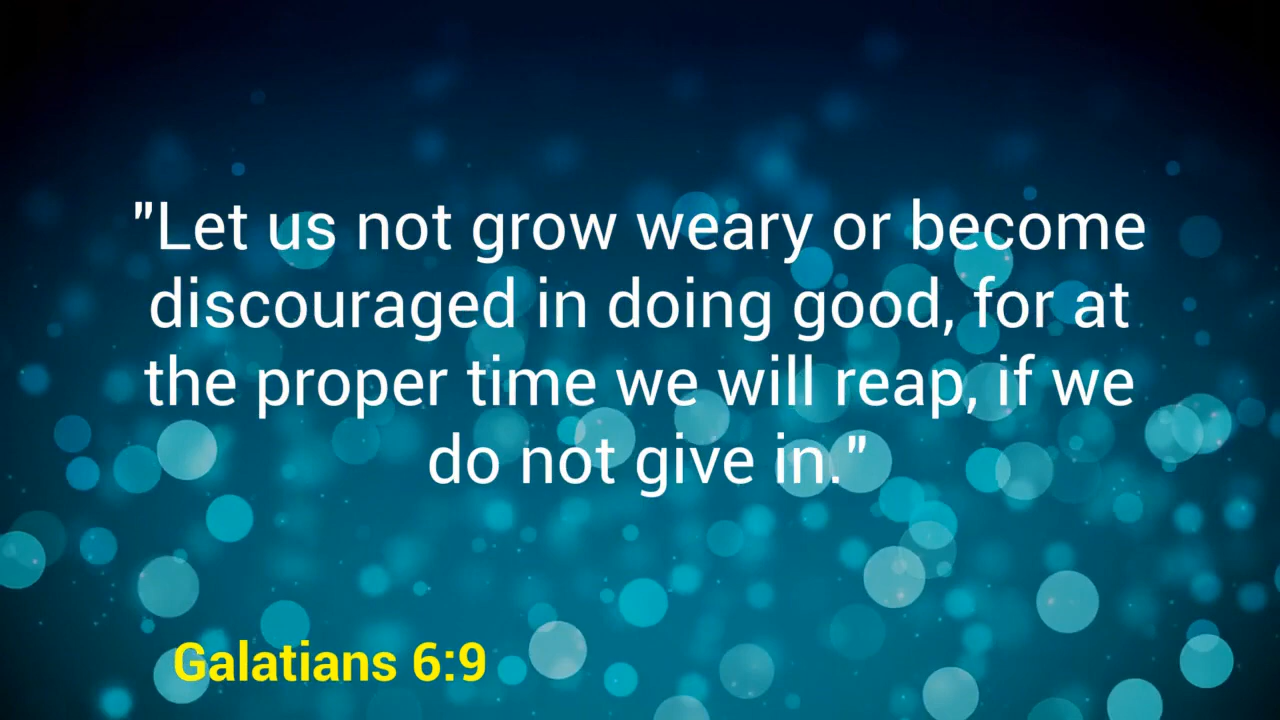 "Let us not grow weary or become
discouraged in doing good, for at
the proper time we will reap, if we
do not give in."
Galatians 6:9